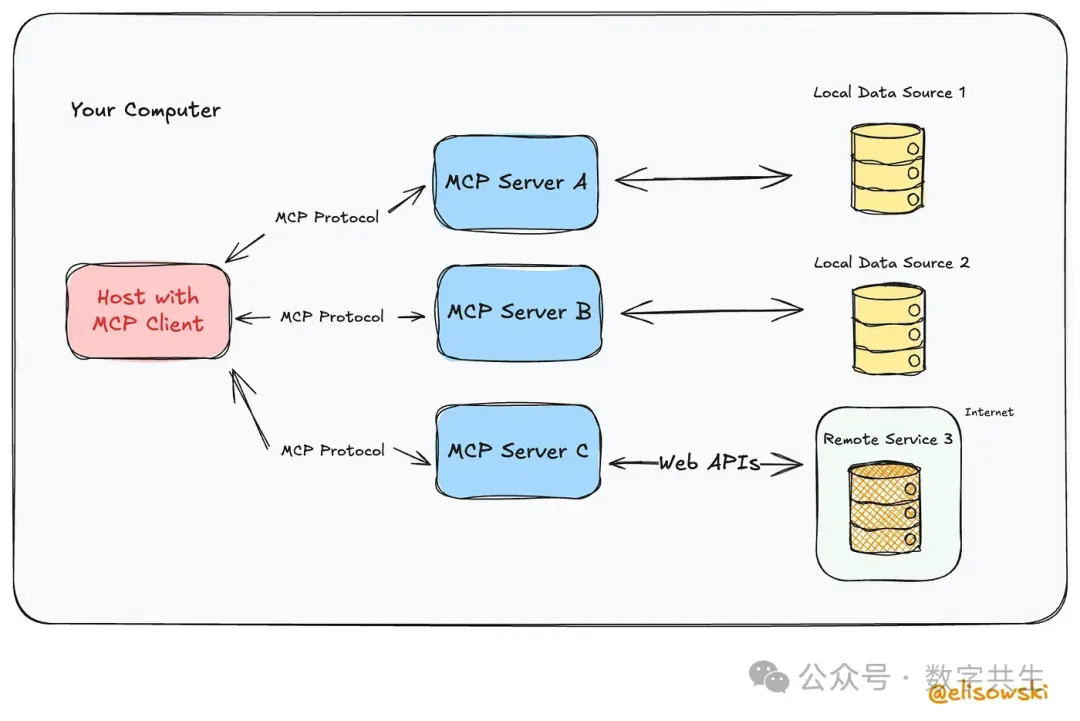 Your Computer
Local Data Source 1
MCP Server A
MCP Protocol
Local Data Source 2
Host with
MCP Client
MCP Protocol
MCP Server B
Internet
Remote Service 3
MCP Protocol
MCP Server C
Web APIs
公众号 · 数字共生
@elisowski